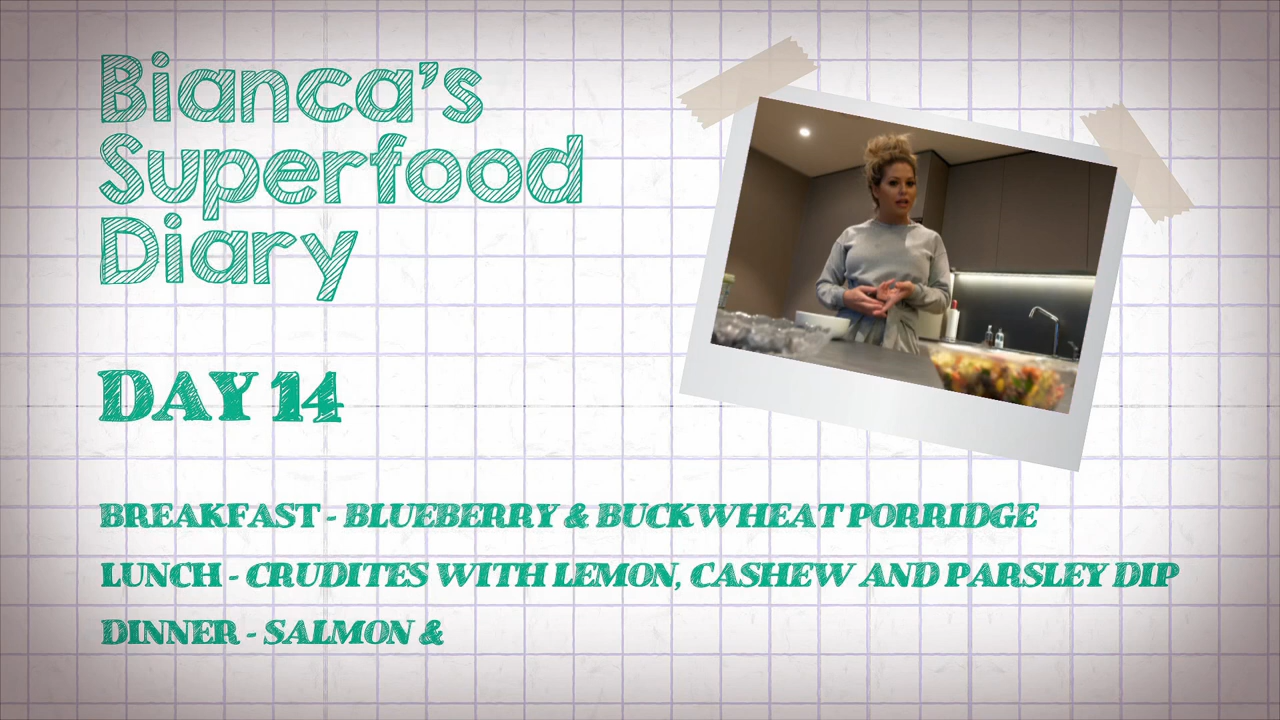 Bianca's
Superfood
Diary
DAY 14
BREAKFAST - BLUEBERRY & BUCKWHEAT PORRIDGE
LUNCH - CRUDITES WITH LEMON, CASHEW AND PARSLEY DIP
DINNER - SALMON &